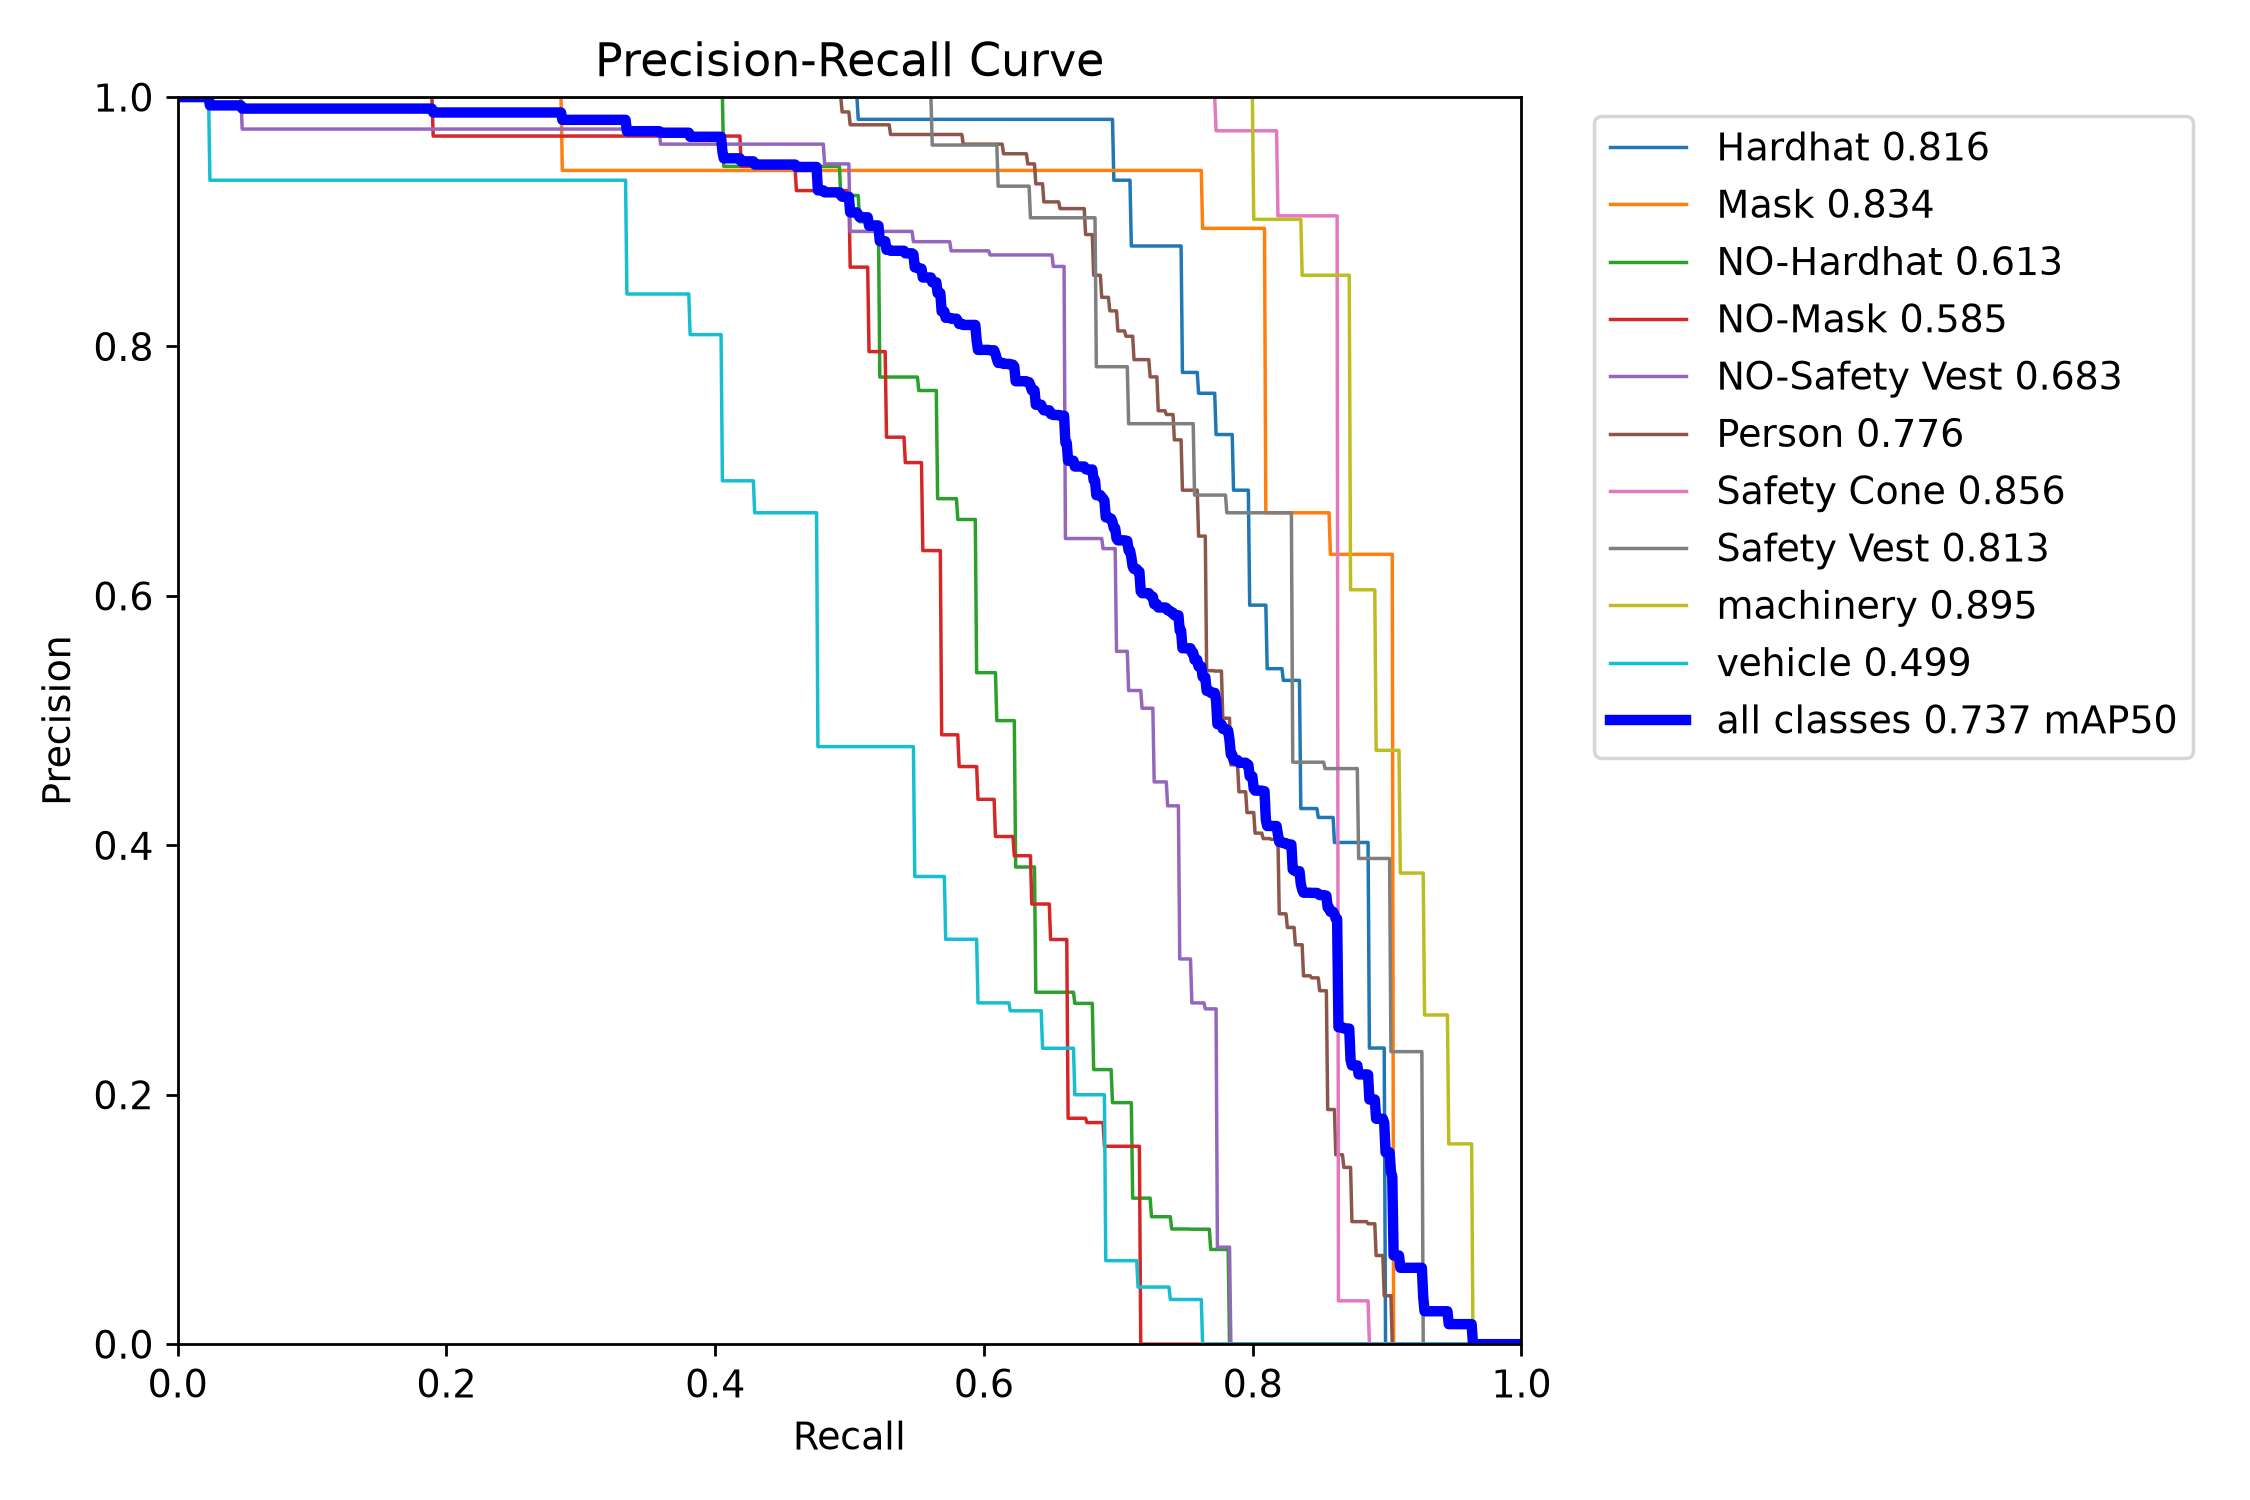 Precision-Recall Curve
1.0
0.8
0.6
0.4
0.2
0.0
Precision
0.0 0.2 0.4 0.6 0.8 1.0
Recall
Hardhat 0.816
Mask 0.834
NO-Hardhat 0.613
NO-Mask 0.585
NO-Safety Vest 0.683
Person 0.776
Safety Cone 0.856
Safety Vest 0.813
machinery 0.895
vehicle 0.499
all classes 0.737 mAP50